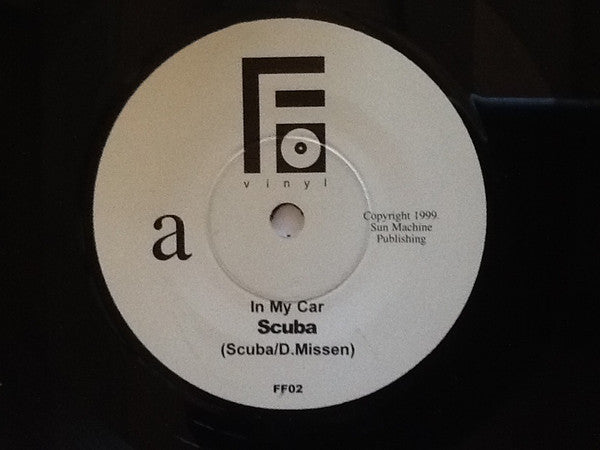 vinyl
a
Copyright 1999
Sun Machine
Publishing
In My Car
Scuba
(Scuba/D.Missen)
FF02